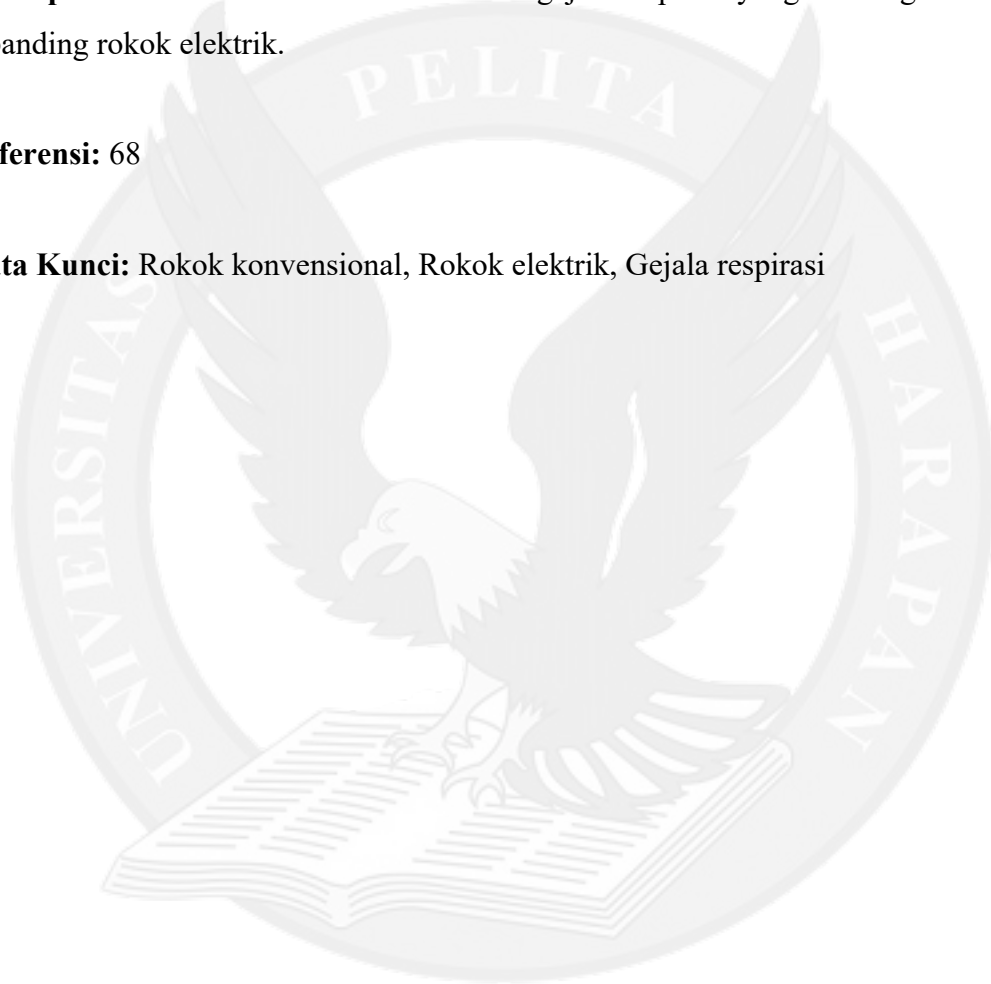 anding rokok elektrik.
ferensi: 68
ta Kunci: Rokok konvensional, Rokok elektrik, Gejala respirasi
UNIVERSITAS PELITA HARAPAN